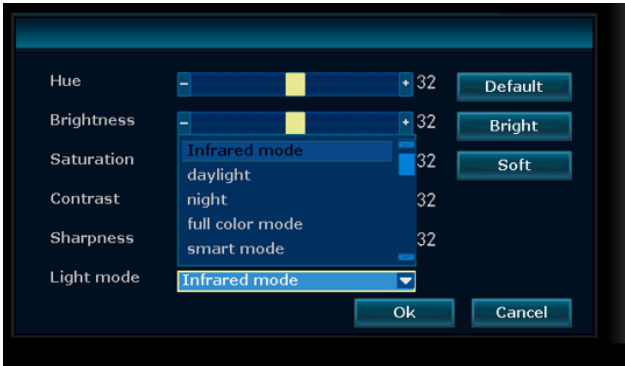 Hue - + 32 Default
Brightness - + 32 Bright
Saturation 32 Soft
Contrast 32
Sharpness 32
Infrared mode
daylight
night
full color mode
smart mode
Light mode Infrared mode
Ok Cancel